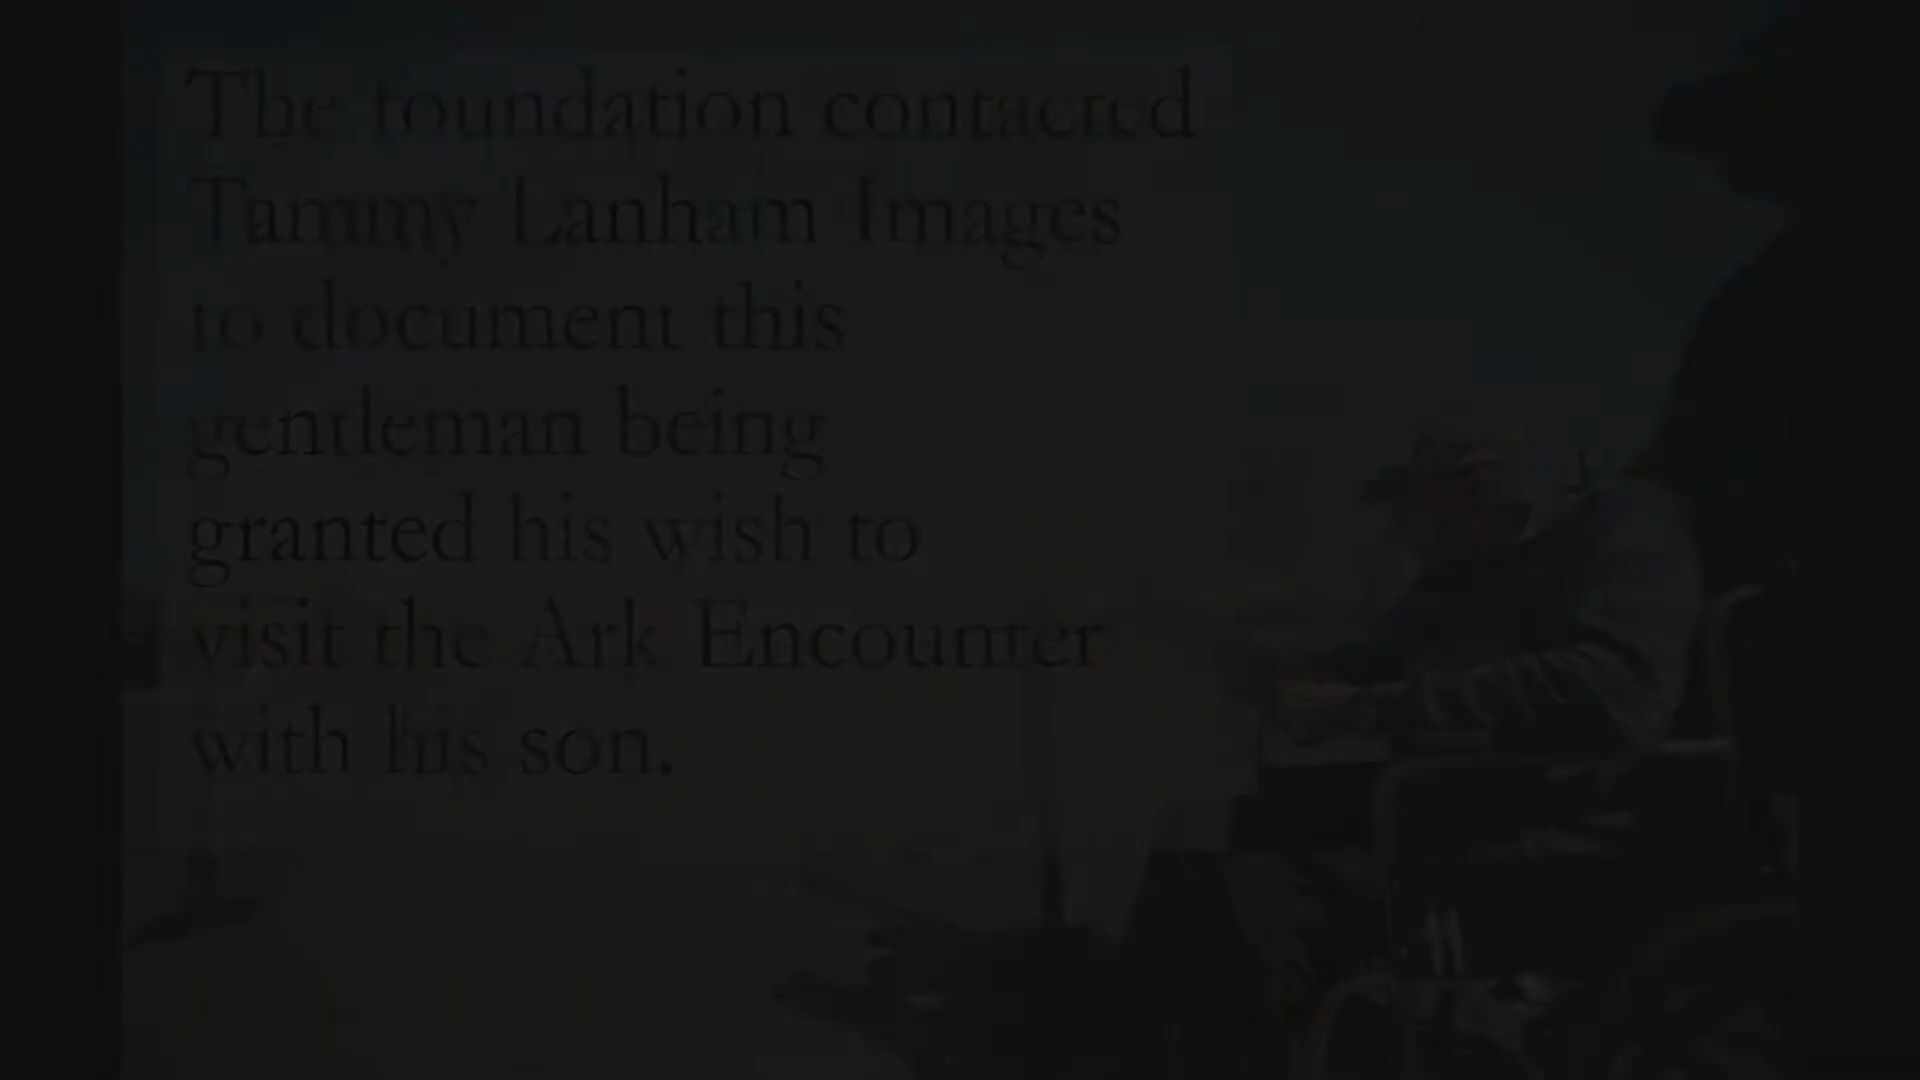 The foundation contacted
Tammy Lanham Images
to document this
gentleman being
granted his wish to
visit the Ark Encounter
with his son.